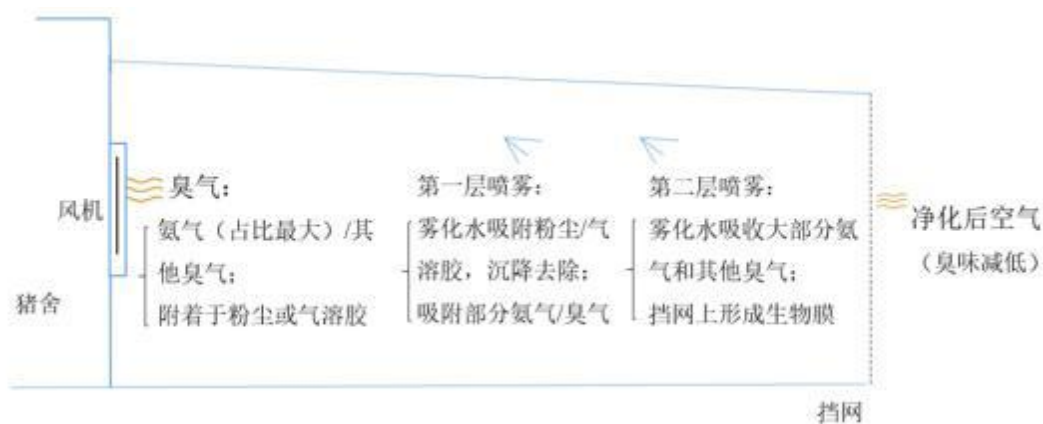 风机
猪舍
臭气：
氨气（占比最大）/其
他臭气；
附着于粉尘或气溶胶
第一层喷雾：
雾化水吸附粉尘/气
溶胶，沉降去除；
吸附部分氨气/臭气
第二层喷雾：
雾化水吸收大部分氨
气和其他臭气；
挡网上形成生物膜
净化后空气
（臭味减低）
挡网